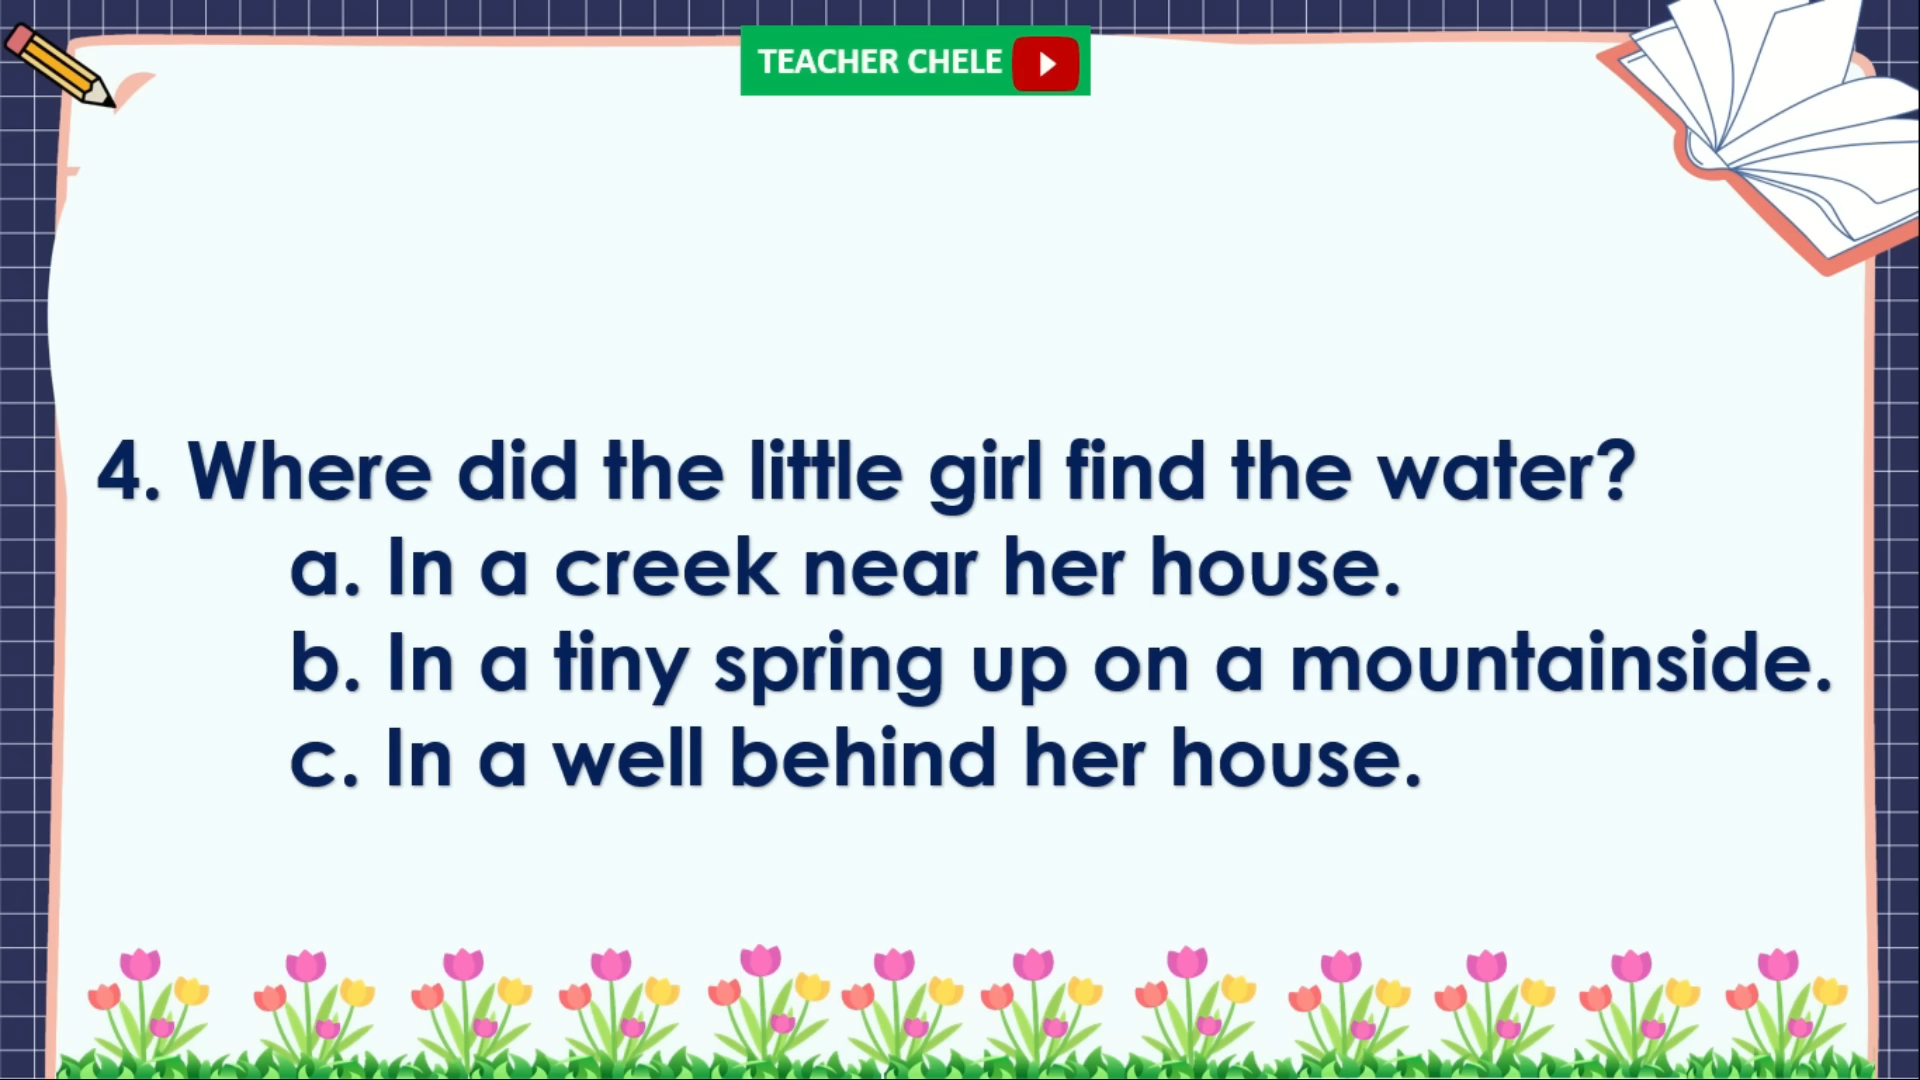 TEACHER CHELE
4. Where did the little girl find the water?
a. In a creek near her house.
b. In a tiny spring up on a mountainside.
c. In a well behind her house.